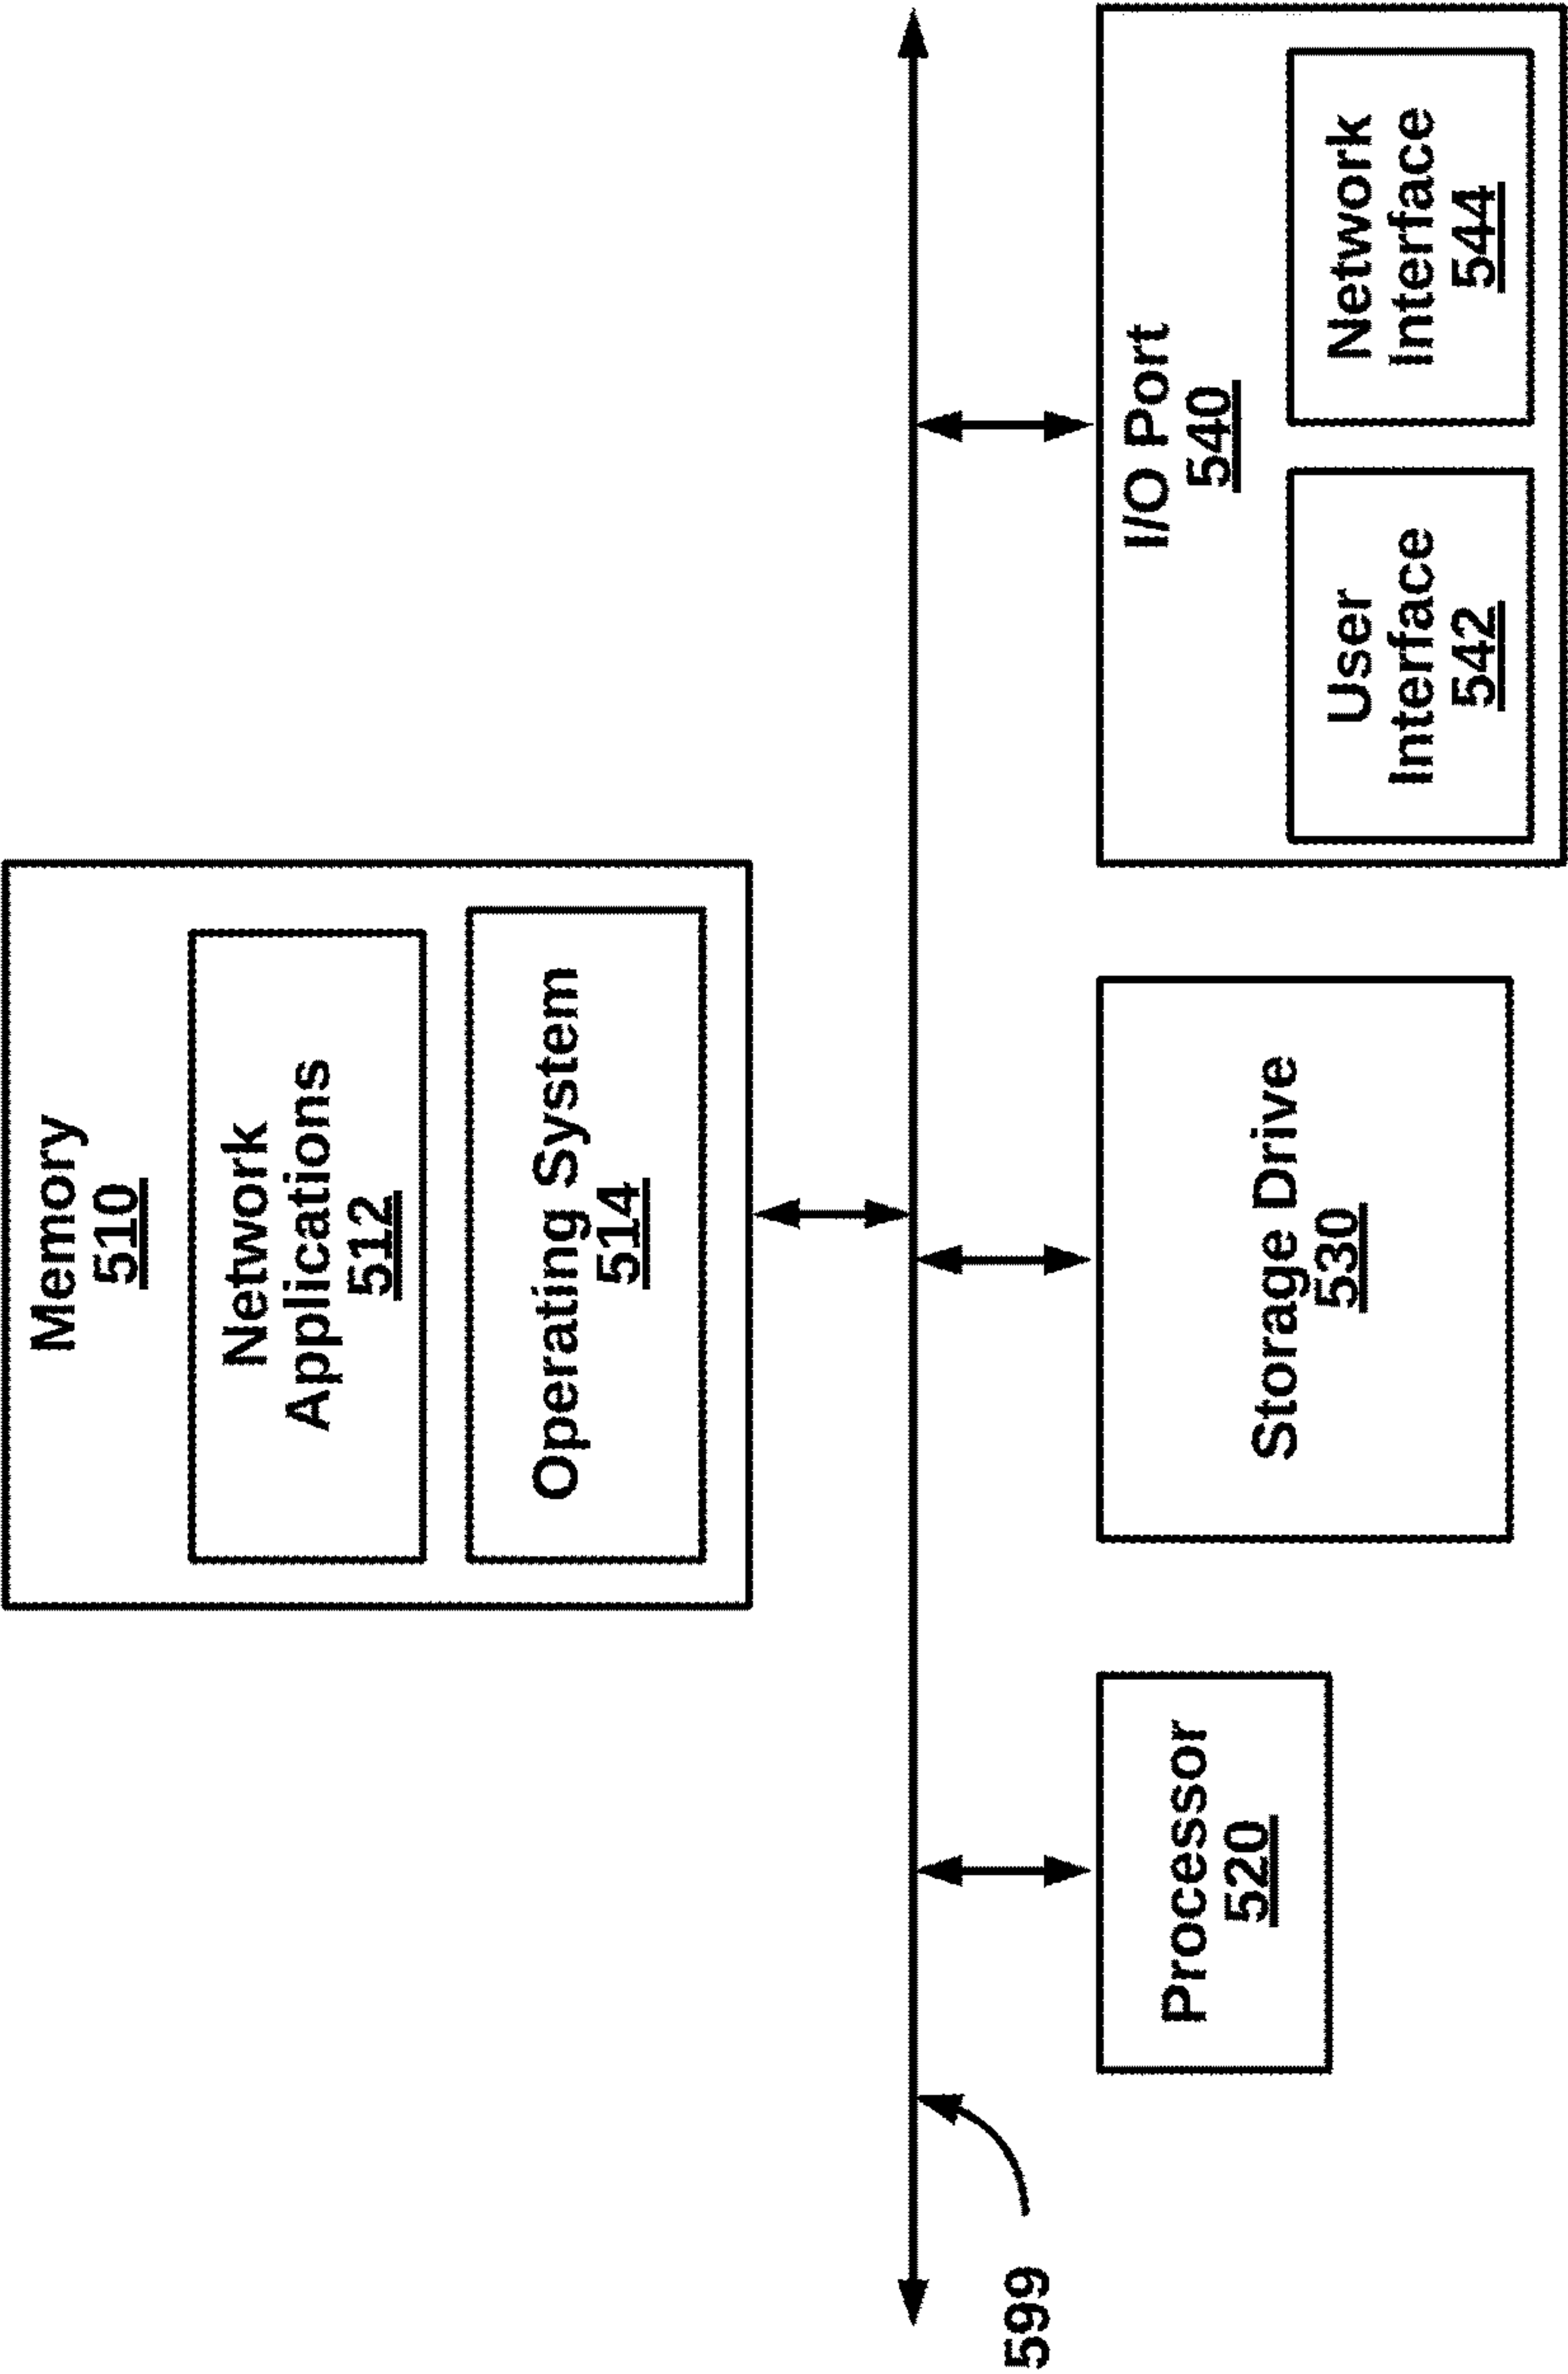 Memory
510
Network
Applications
512
Operating System
514
599
Processor
520
Storage Drive
530
I/O Port
540
User
Interface
542
Network
Interface
544